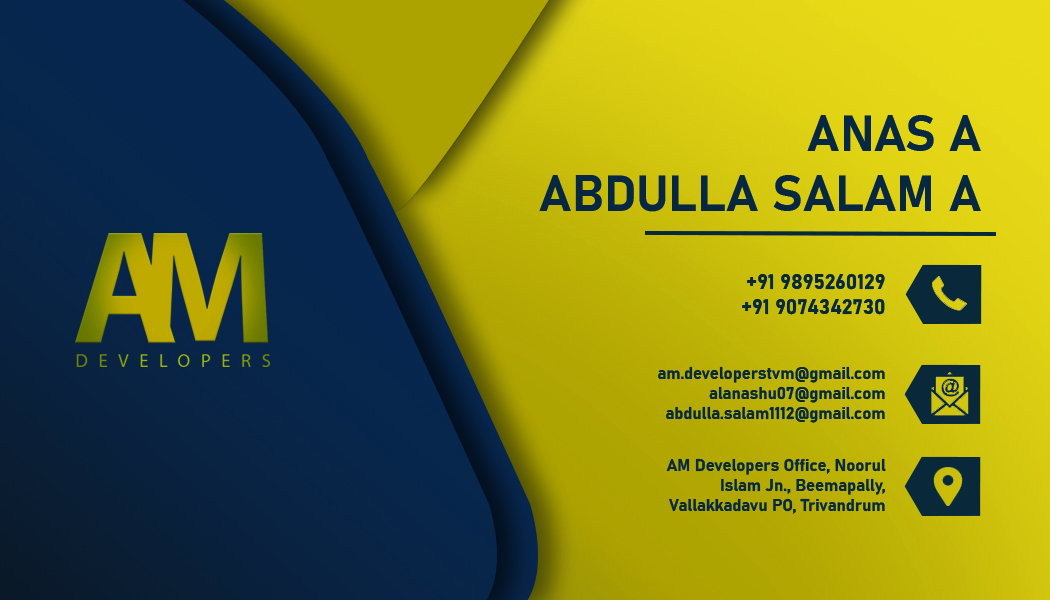 AM
DEVELOPERS
ANAS A
ABDULLA SALAM A
+91 9895260129
+91 9074342730
am.developerstvm@gmail.com
alanashu07@gmail.com
abdulla.salam1112@gmail.com
AM Developers Office, Noorul
Islam Jn., Beemapally,
Vallakkadavu PO, Trivandrum